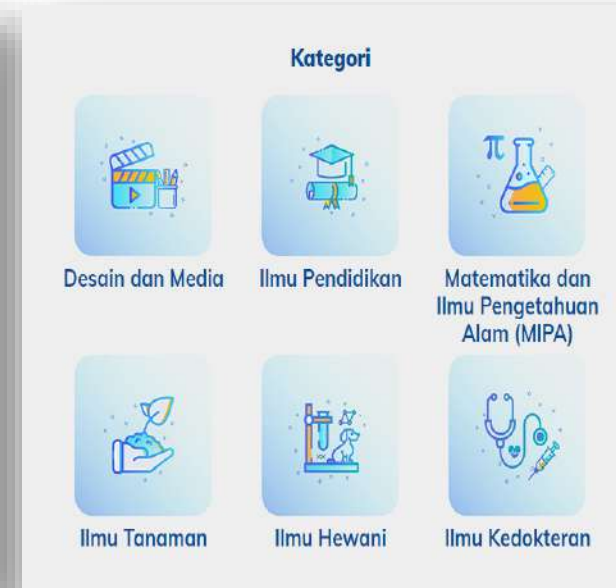 Kategori
Desain dan Media
Ilmu Pendidikan
π
Matematika dan
Ilmu Pengetahuan
Alam (MIPA)
Ilmu Tanaman
Ilmu Hewani
Ilmu Kedokteran